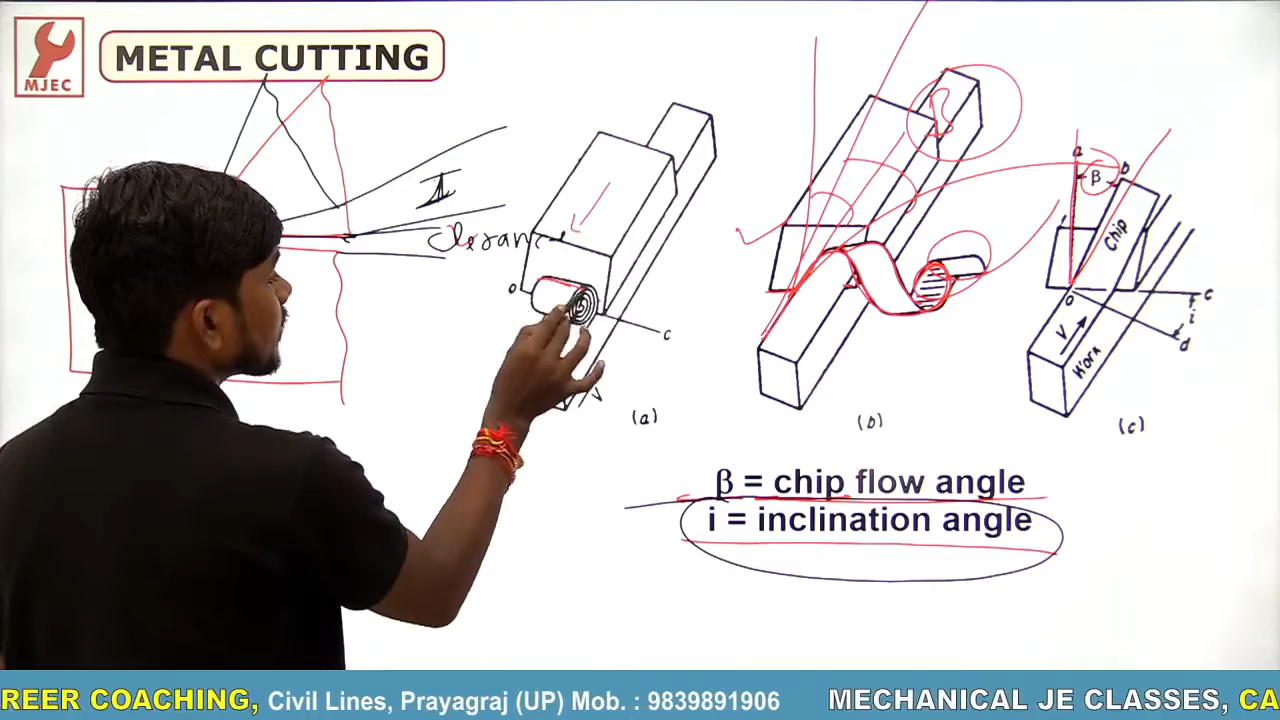 MJEC
METAL CUTTING
o
c
(a)
(b)
a
b
β
Chip
o
c
i
d
V
Work
(c)
β = chip flow angle
i = inclination angle
REER COACHING, Civil Lines, Prayagraj (UP) Mob. : 9839891906 MECHANICAL JE CLASSES, CA